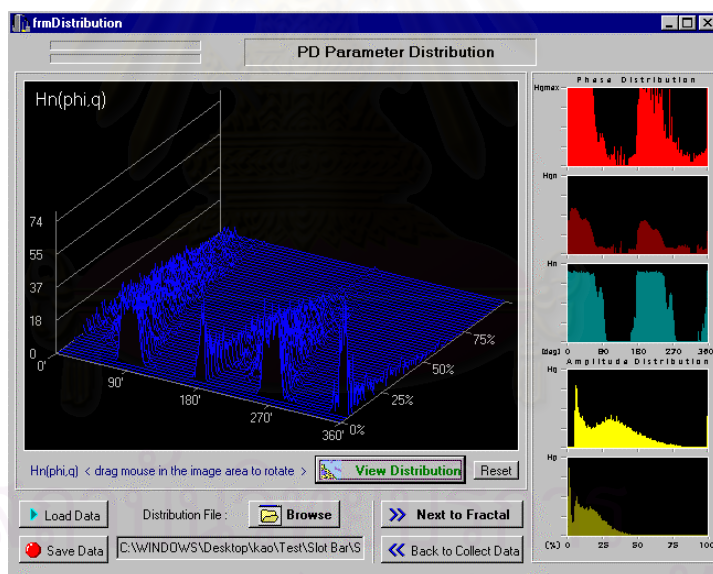 frmDistribution
PD Parameter Distribution
Hn(phi,q)
74
55
37
18
0
0'
90'
180'
270'
360'
0%
25%
50%
75%
Phase Distribution
Hqmax
Hqn
Hn
[deg] 0 90 180 270 360
Amplitude Distribution
Hq
Hp
(%) 0 25 50 75 100
Hn(phi,q) < drag mouse in the image area to rotate >
View Distribution
Reset
Load Data
Distribution File :
Browse
Next to Fractal
Save Data
C:\WINDOWS\Desktop\kao\Test\Slot Bar\S
Back to Collect Data